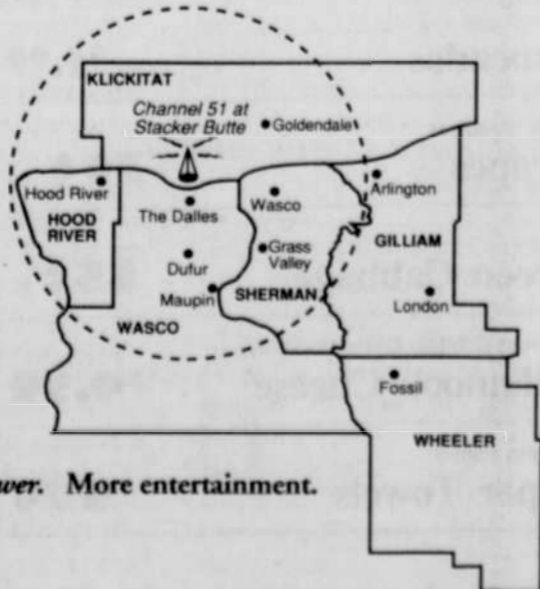 KLICKITAT
Channel 51 at
Stacker Butte
Goldendale
Hood River
HOOD
RIVER
The Dalles
Wasco
Arlington
GILLIAM
Dufur
Grass
Valley
Maupin
SHERMAN
London
WASCO
Fossil
WHEELER
wer. More entertainment.